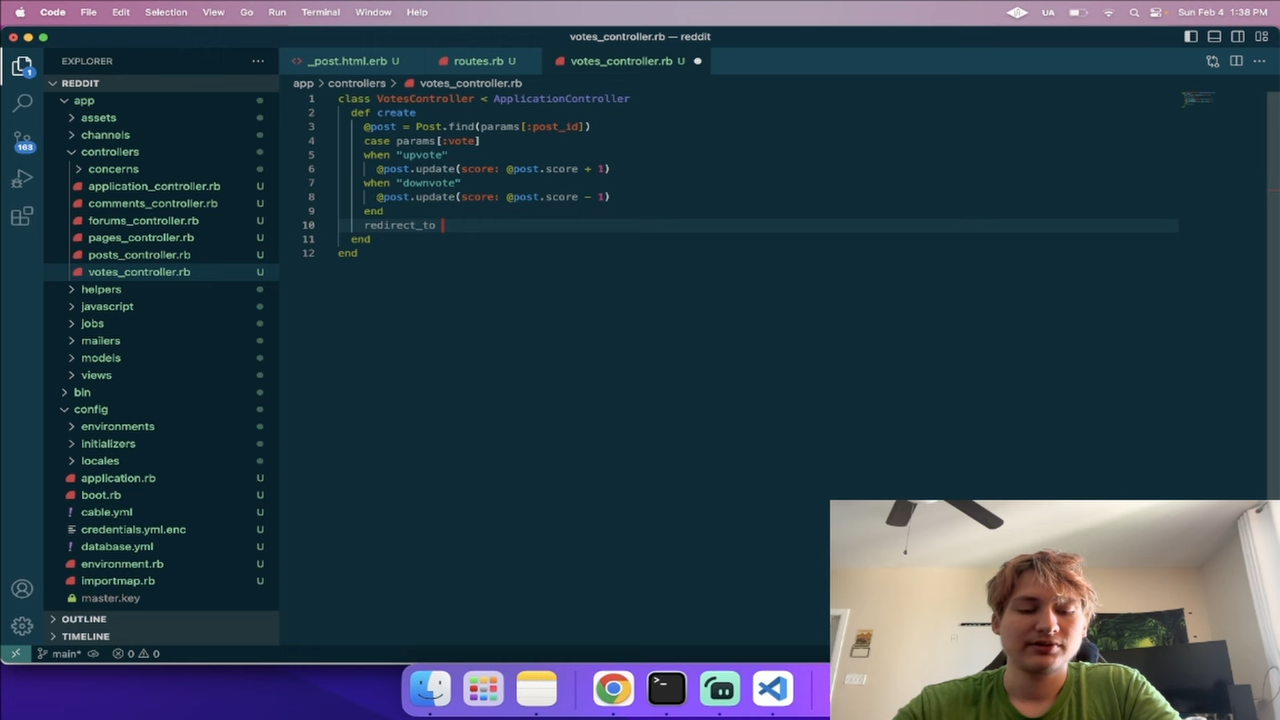 Code File Edit Selection View Go Run Terminal Window Help UA Sun Feb 4 1:38 PM
votes_controller.rb — reddit
EXPLORER
_post.html.erb U
routes.rb U
votes_controller.rb U
REDDIT
app
assets
channels
controllers
concerns
application_controller.rb U
comments_controller.rb U
forums_controller.rb U
pages_controller.rb U
posts_controller.rb U
votes_controller.rb U
helpers
javascript
jobs
mailers
models
views
bin
config
environments
initializers
locales
application.rb U
boot.rb U
cable.yml U
credentials.yml.enc U
database.yml U
environment.rb U
importmap.rb U
master.key
OUTLINE
TIMELINE
app > controllers > votes_controller.rb
1 class VotesController < ApplicationController
2 def create
3 @post = Post.find(params[:post_id])
4 case params[:vote]
5 when "upvote"
6 @post.update(score: @post.score + 1)
7 when "downvote"
8 @post.update(score: @post.score - 1)
9 end
10 redirect_to
11 end
12 end
1
163
main* 0 0